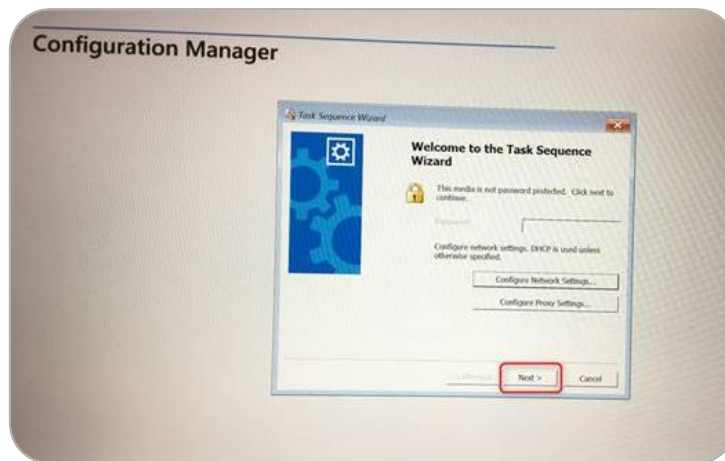 Configuration Manager
Task Sequence Wizard
Welcome to the Task Sequence
Wizard
This media is not password protected. Click next to
continue.
Password:
Configure network settings. DHCP is used unless
otherwise specified.
Configure Network Settings...
Configure Proxy Settings...
Next >
Cancel